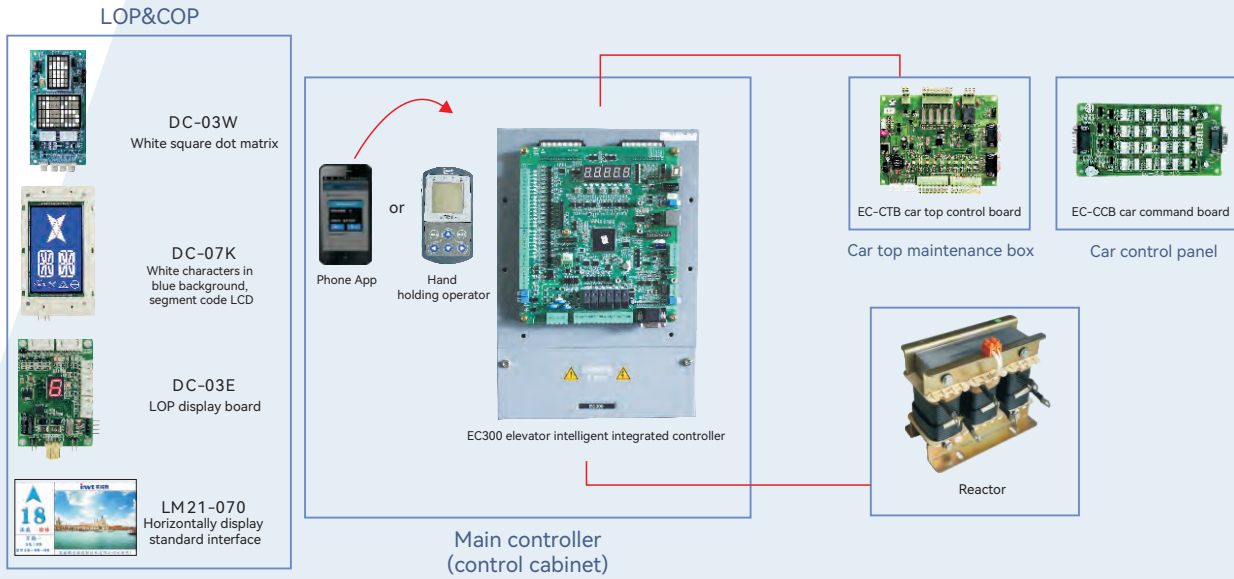 LOP&COP
DC-03W
White square dot matrix
DC-07K
White characters in
blue background,
segment code LCD
DC-03E
LOP display board
LM21-070
Horizontally display
standard interface
18
invt
Phone App
or
Hand
holding operator
EC300 elevator intelligent integrated controller
Main controller
(control cabinet)
EC-CTB car top control board
Car top maintenance box
EC-CCB car command board
Car control panel
Reactor